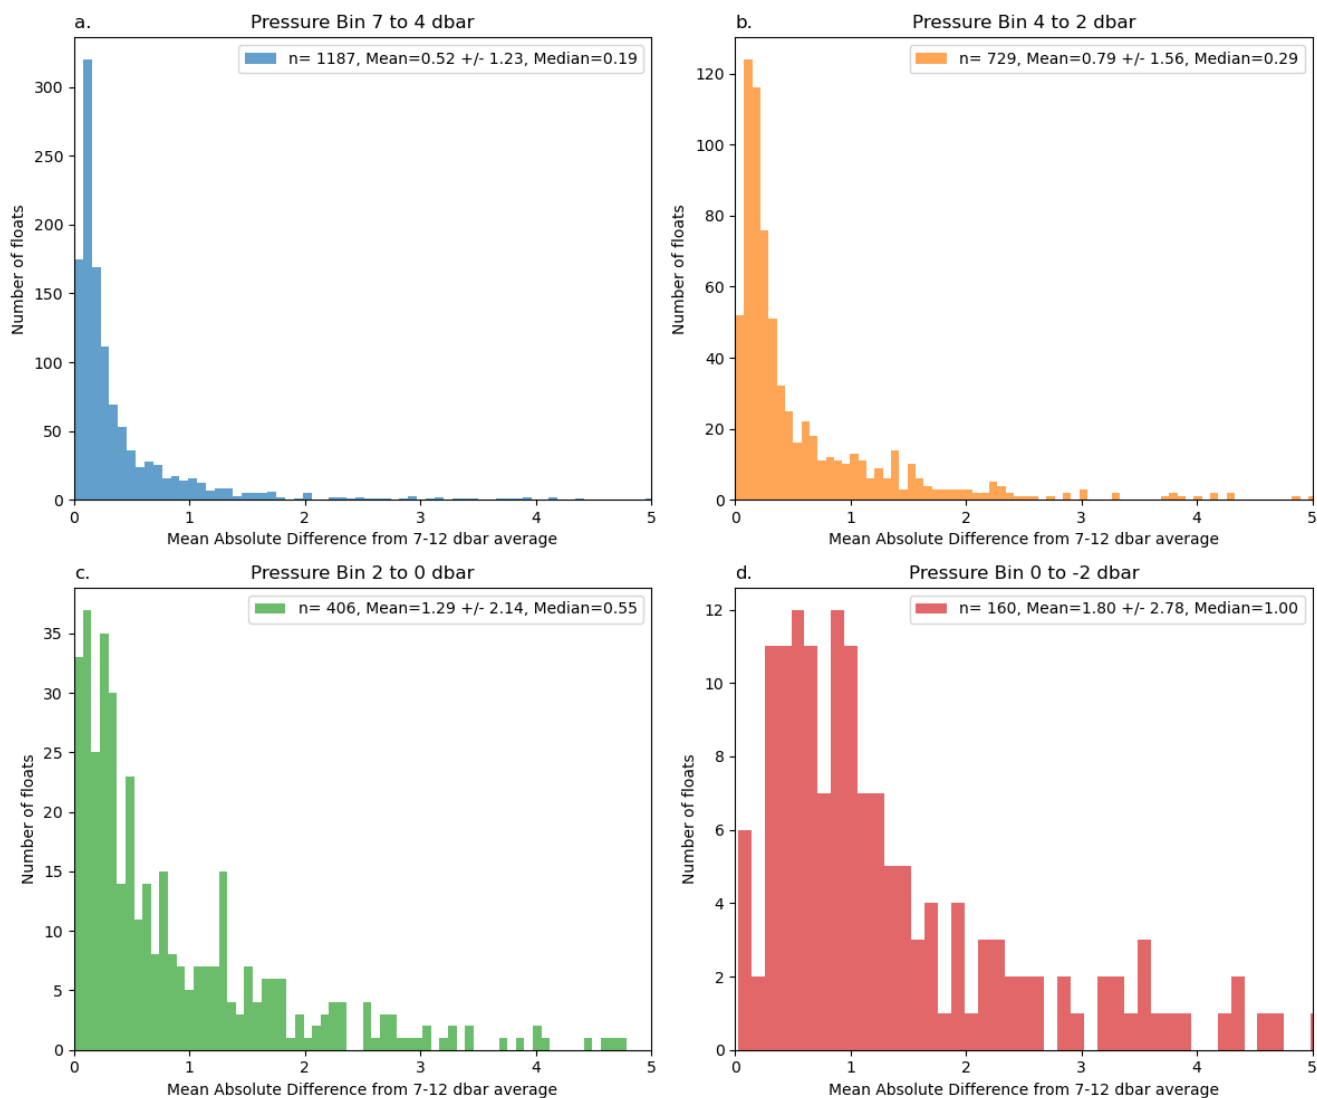 a.
Pressure Bin 7 to 4 dbar
n= 1187, Mean=0.52 +/- 1.23, Median=0.19
Number of floats
300
250
200
150
100
50
0
0 1 2 3 4 5
Mean Absolute Difference from 7-12 dbar average
b.
Pressure Bin 4 to 2 dbar
n= 729, Mean=0.79 +/- 1.56, Median=0.29
Number of floats
120
100
80
60
40
20
0
0 1 2 3 4 5
Mean Absolute Difference from 7-12 dbar average
c.
Pressure Bin 2 to 0 dbar
n= 406, Mean=1.29 +/- 2.14, Median=0.55
Number of floats
35
30
25
20
15
10
5
0
0 1 2 3 4 5
Mean Absolute Difference from 7-12 dbar average
d.
Pressure Bin 0 to -2 dbar
n= 160, Mean=1.80 +/- 2.78, Median=1.00
Number of floats
12
10
8
6
4
2
0
0 1 2 3 4 5
Mean Absolute Difference from 7-12 dbar average